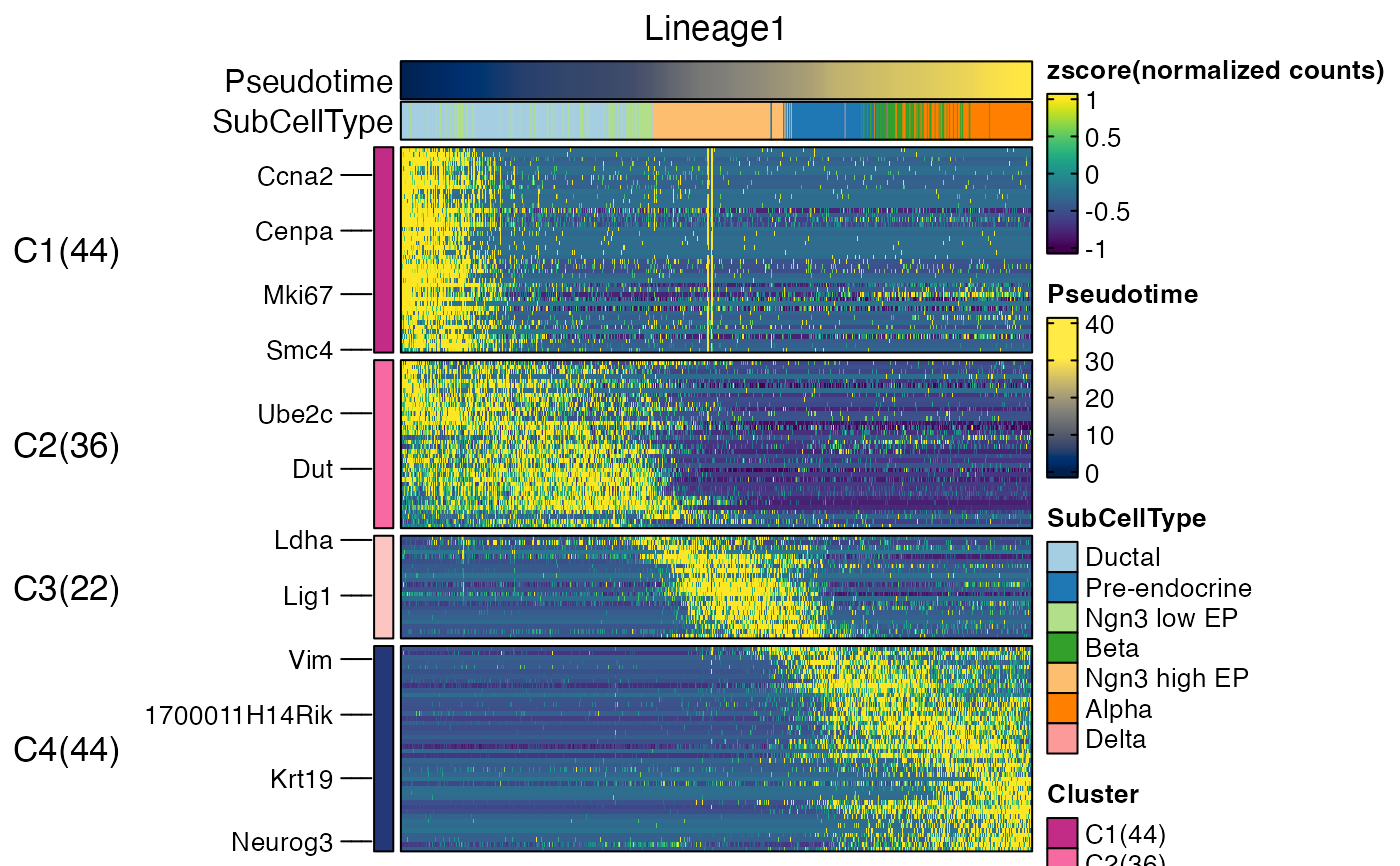 Lineage1
Pseudotime
SubCellType
C1(44)
Ccna2
Cenpa
Mki67
Smc4
C2(36)
Ube2c
Dut
C3(22)
Ldha
Lig1
C4(44)
Vim
1700011H14Rik
Krt19
Neurog3
zscore(normalized counts)
1
0.5
0
-0.5
-1
Pseudotime
40
30
20
10
0
SubCellType
Ductal
Pre-endocrine
Ngn3 low EP
Beta
Ngn3 high EP
Alpha
Delta
Cluster
C1(44)
C2(36)